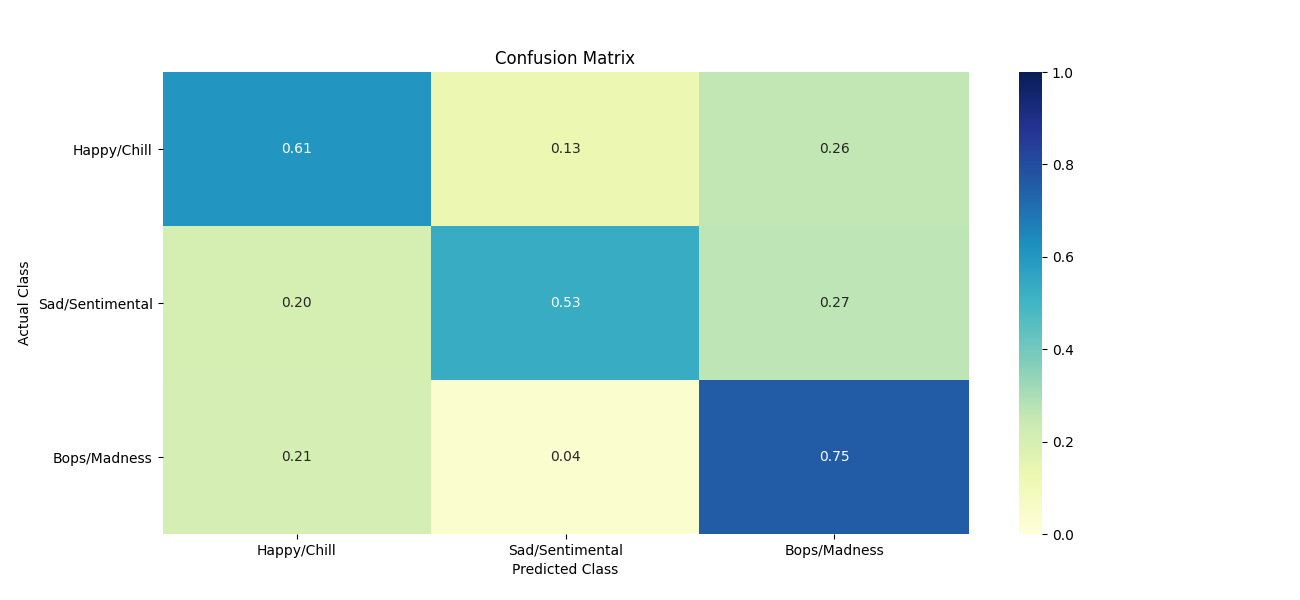 Confusion Matrix
Actual Class
Happy/Chill
0.61
0.13
0.26
Sad/Sentimental
0.20
0.53
0.27
Bops/Madness
0.21
0.04
0.75
Happy/Chill
Sad/Sentimental
Bops/Madness
Predicted Class
1.0
0.8
0.6
0.4
0.2
0.0